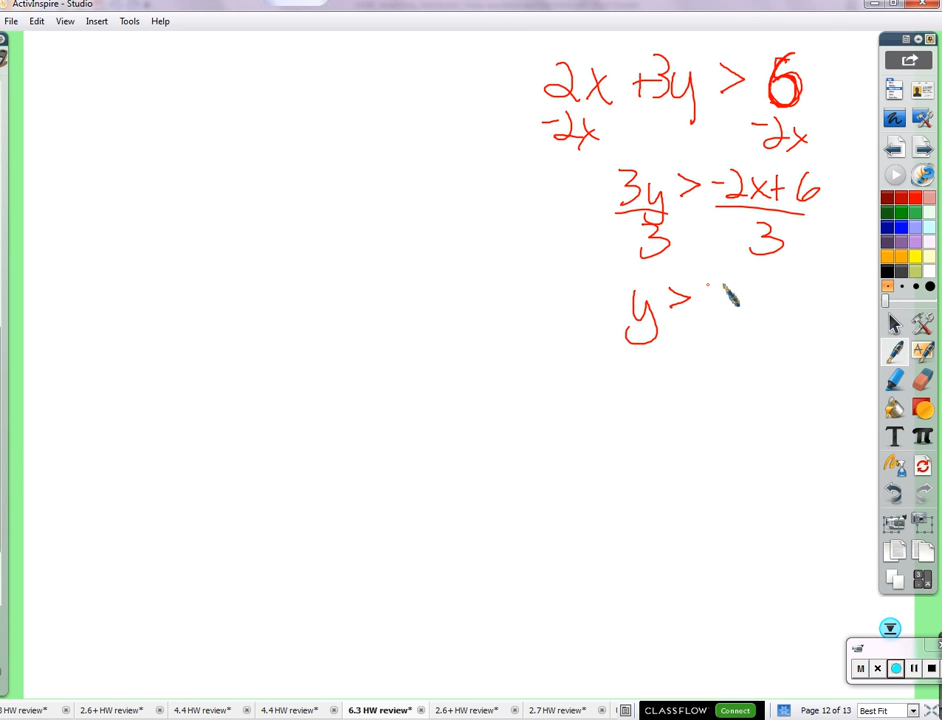 ActivInspire - Studio
File Edit View Insert Tools Help
2x +3y > 6
-2x -2x
3y > -2x+ 6
3 3
y >
HW review* 2.6+ HW review* 4.4 HW review* 4.4 HW review* 6.3 HW review* 2.6+ HW review* 2.7 HW review* CLASSFLOW Connect Page 12 of 13 Best Fit
M